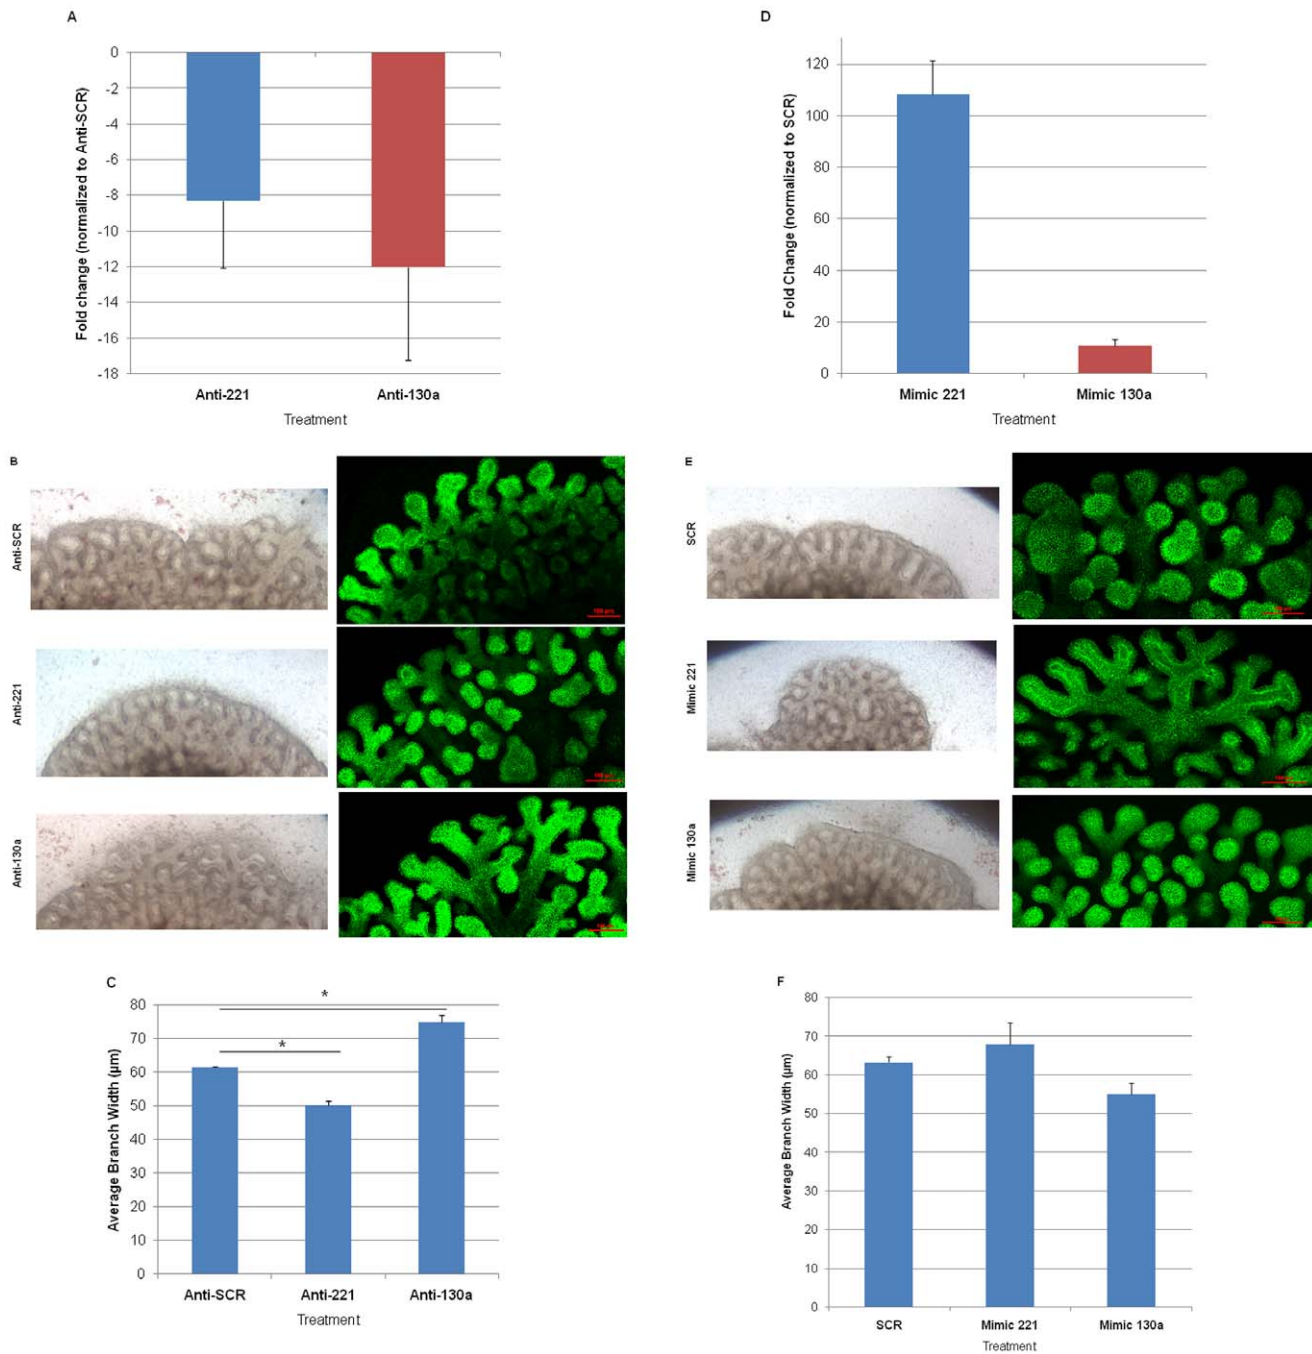 A
Fold change (normalized to Anti-SCR)
0
-2
-4
-6
-8
-10
-12
-14
-16
-18
Anti-221
Anti-130a
Treatment
D
Fold Change (normalized to SCR)
120
100
80
60
40
20
0
Mimic 221
Mimic 130a
Treatment
B
Anti-SCR
100 µm
Anti-221
100 µm
Anti-130a
E
SCR
Mimic 221
Mimic 130a
C
Average Branch Width (µm)
80
70
60
50
40
30
20
10
0
*
*
Anti-SCR
Anti-221
Anti-130a
Treatment
F
Average Branch Width (µm)
80
70
60
50
40
30
20
10
0
SCR
Mimic 221
Mimic 130a
Treatment